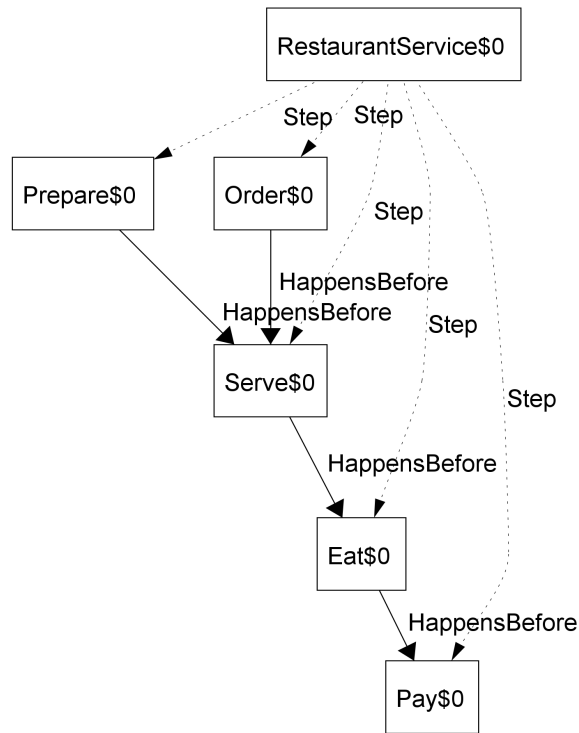 RestaurantService$0
Step
Step
Prepare$0
Order$0
Step
HappensBefore
HappensBefore
Step
Serve$0
Step
HappensBefore
Eat$0
HappensBefore
Pay$0